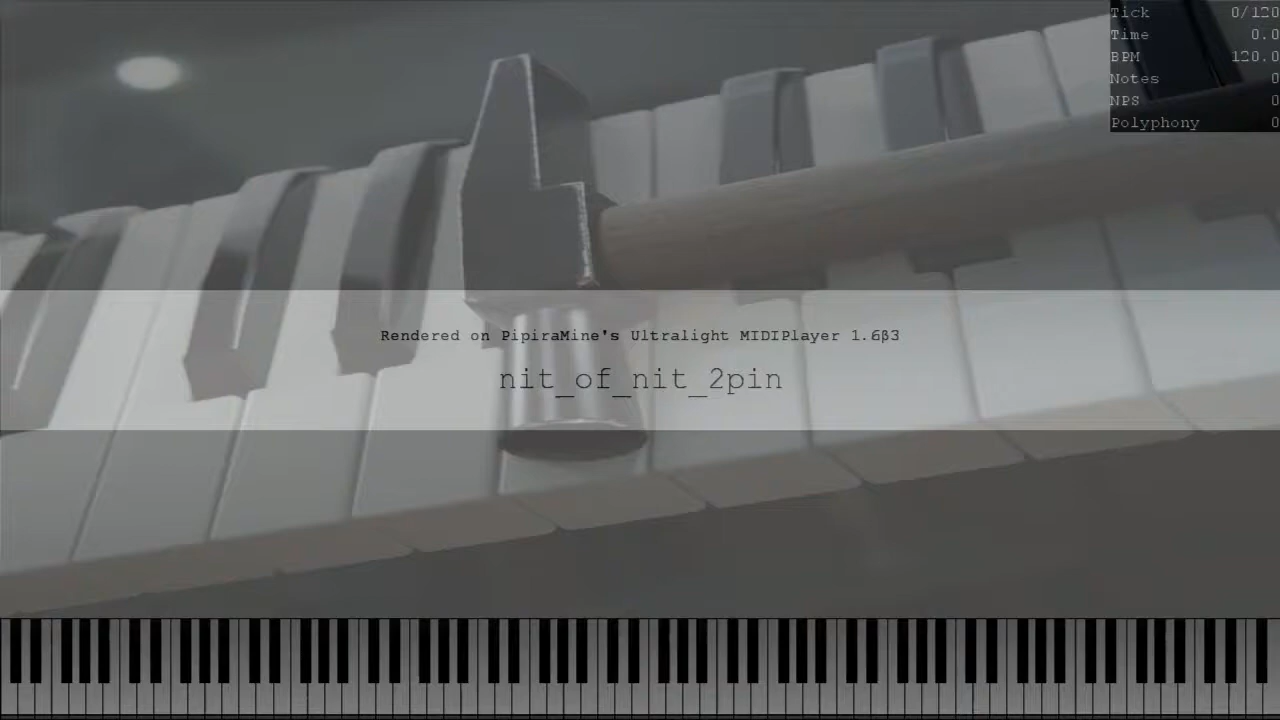 Tick 0/120
Time 0.0
BPM 120.0
Notes 0
NPS 0
Polyphony 0
Rendered on PipiraMine's Ultralight MIDIPlayer 1.6β3
nit_of_nit_2pin